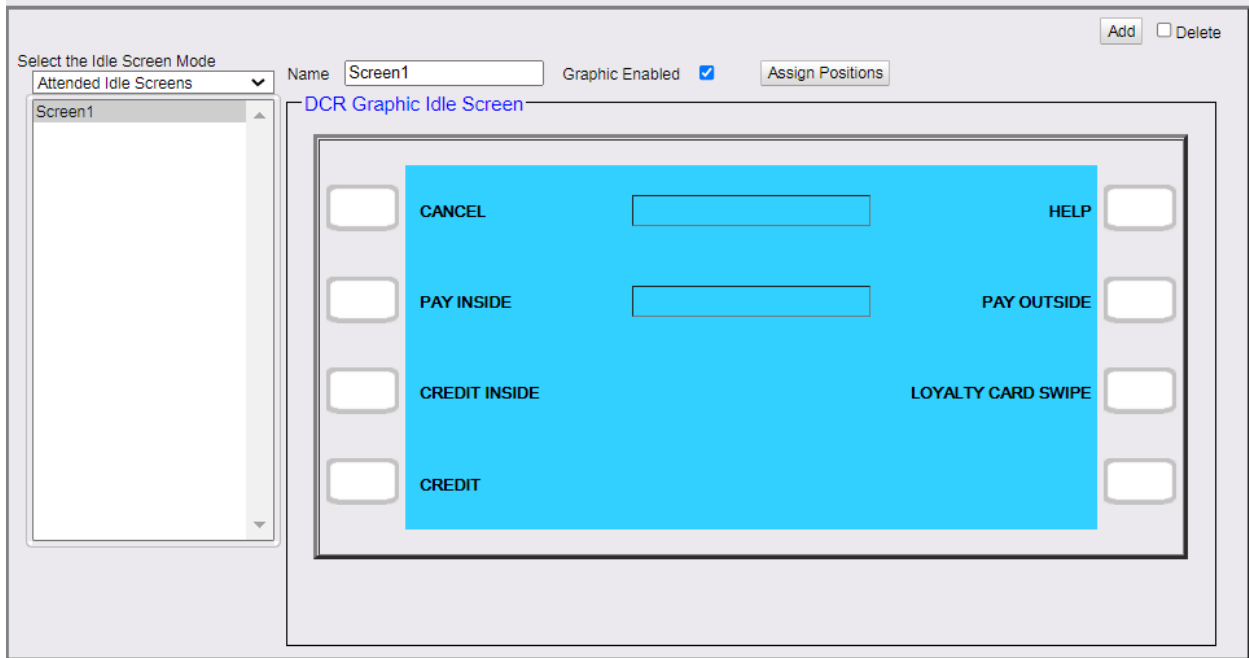 Add Delete
Select the Idle Screen Mode
Attended Idle Screens
Name Screen1 Graphic Enabled Assign Positions
Screen1
DCR Graphic Idle Screen
CANCEL HELP
PAY INSIDE PAY OUTSIDE
CREDIT INSIDE LOYALTY CARD SWIPE
CREDIT